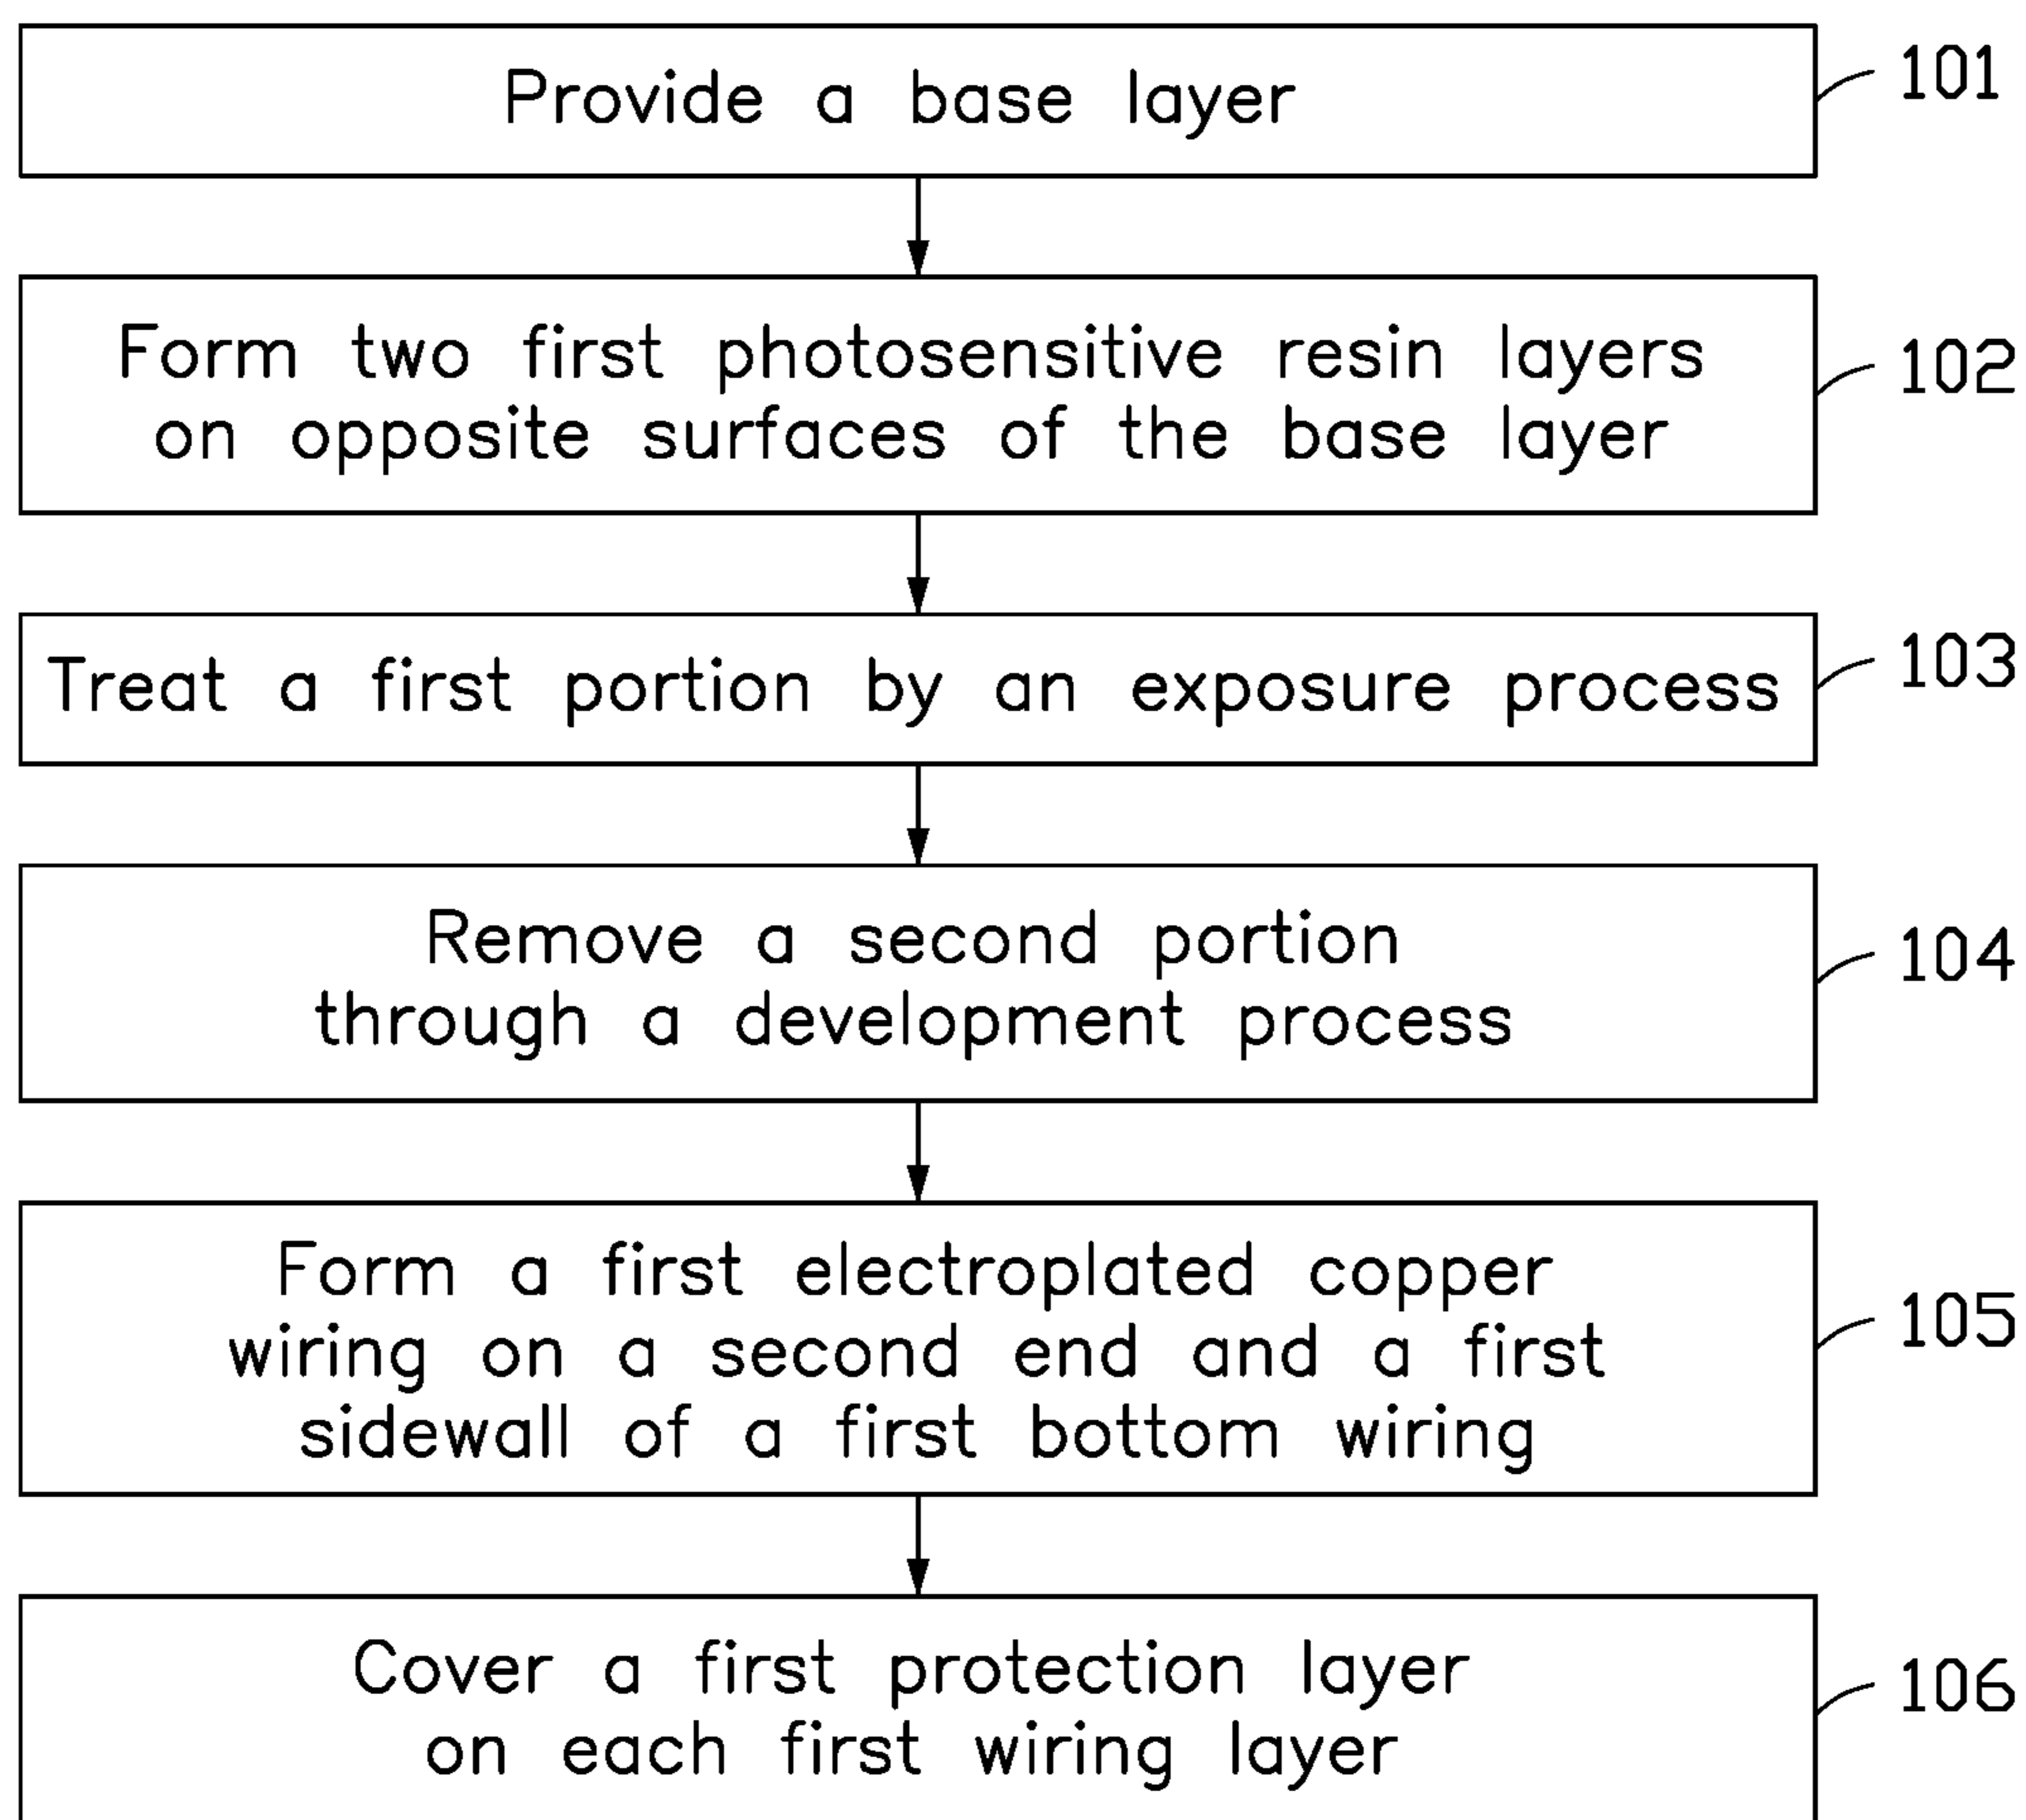 Provide a base layer
101
Form two first photosensitive resin layers
on opposite surfaces of the base layer
102
Treat a first portion by an exposure process
103
Remove a second portion
through a development process
104
Form a first electroplated copper
wiring on a second end and a first
sidewall of a first bottom wiring
105
Cover a first protection layer
on each first wiring layer
106